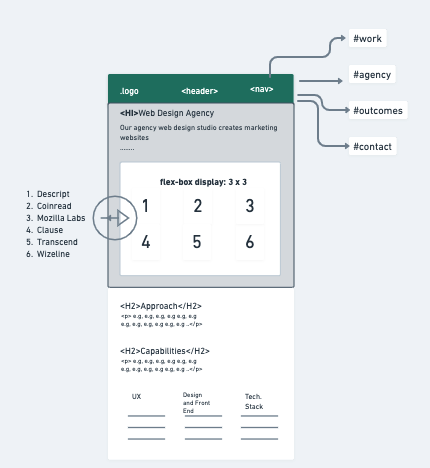 #work
.logo
<header>
<nav>
#agency
#outcomes
#contact
<HI>Web Design Agency
Our agency web design studio creates marketing
websites
........
flex-box display: 3 x 3
1 2 3
4 5 6
1. Descript
2. Coinread
3. Mozilla Labs
4. Clause
5. Transcend
6. Wizeline
<H2>Approach</H2>
<p> e.g, e.g, e.g, e.g e.g, e.g
e.g, e.g, e.g, e.g, e.g, e.g ..</p>
<H2>Capabilities</H2>
<p> e.g, e.g, e.g, e.g e.g, e.g
e.g, e.g, e.g, e.g, e.g, e.g ..</p>
UX
Design
and Front
End
Tech.
Stack